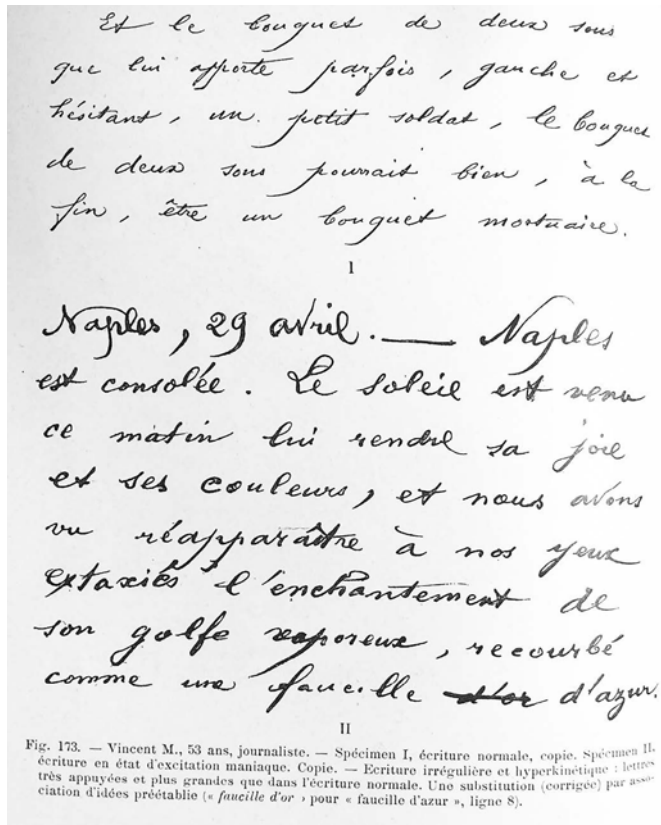 Et le bouquet de deux sous
que lui apporte parfois, gauche et
hésitant, un petit soldat, le bouquet
de deux sous pourrait bien, à la
fin, être un bouquet mortuaire.
I
Naples, 29 avril. — Naples
est consolée. Le soleil est venu
ce matin lui rendre sa joie
et ses couleurs, et nous avons
vu réapparaître à nos yeux
extaxiés l'enchantement de
son golfe vaporeux, recourbé
comme une faucille d'or d'azur.
II
Fig. 173. — Vincent M., 53 ans, journaliste. — Spécimen I, écriture normale, copie. Spécimen II,
écriture en état d'excitation maniaque. Copie. — Ecriture irrégulière et hyperkinétique : lettres
très appuyées et plus grandes que dans l'écriture normale. Une substitution (corrigée) par asso-
ciation d'idées préétablie (« faucille d'or » pour « faucille d'azur », ligne 8).